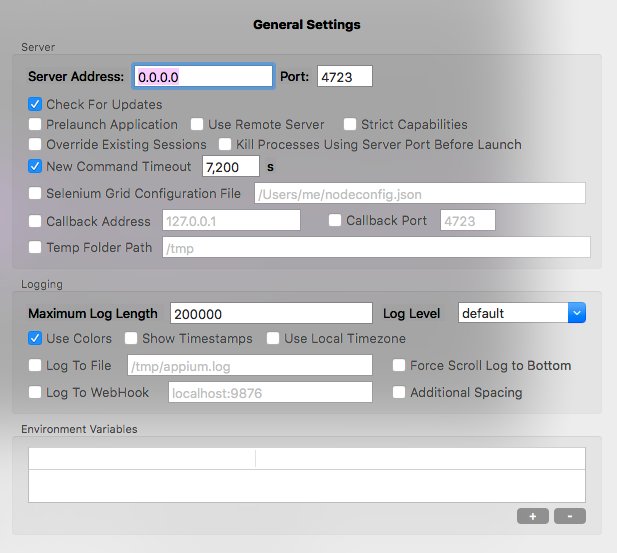 General Settings
Server
Server Address: 0.0.0.0 Port: 4723
Check For Updates
Prelaunch Application Use Remote Server Strict Capabilities
Override Existing Sessions Kill Processes Using Server Port Before Launch
New Command Timeout 7,200 s
Selenium Grid Configuration File /Users/me/nodeconfig.json
Callback Address 127.0.0.1 Callback Port 4723
Temp Folder Path /tmp
Logging
Maximum Log Length 200000 Log Level default
Use Colors Show Timestamps Use Local Timezone
Log To File /tmp/appium.log Force Scroll Log to Bottom
Log To WebHook localhost:9876 Additional Spacing
Environment Variables
+ -